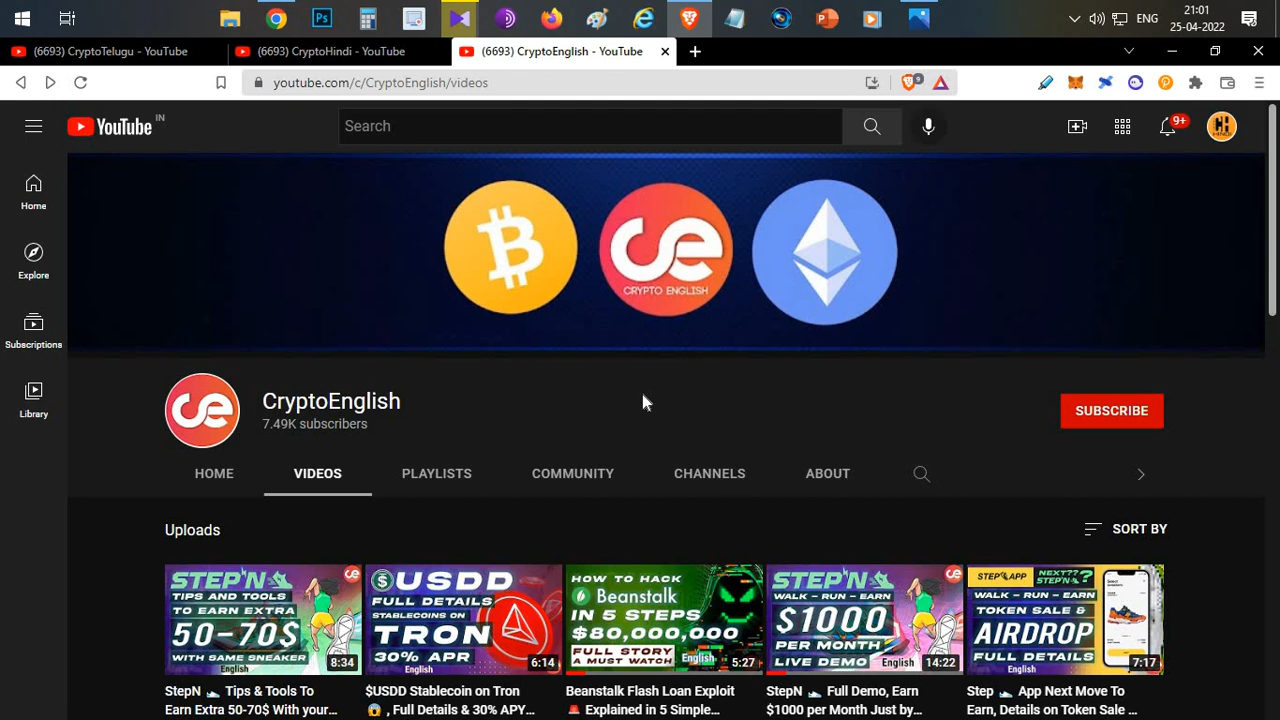 ENG
21:01
25-04-2022
(6693) CryptoTelugu - YouTube
(6693) CryptoHindi - YouTube
(6693) CryptoEnglish - YouTube
youtube.com/c/CryptoEnglish/videos
9
YouTube IN
Search
9+
Home
Explore
Subscriptions
Library
CRYPTO ENGLISH
CryptoEnglish
7.49K subscribers
SUBSCRIBE
HOME
VIDEOS
PLAYLISTS
COMMUNITY
CHANNELS
ABOUT
Uploads
SORT BY
STEP'N
TIPS AND TOOLS
TO EARN EXTRA
50-70$
WITH SAME SNEAKER
English
8:34
StepN 👟 Tips & Tools To
Earn Extra 50-70$ With your...
$USDD
FULL DETAILS
STABLECOINS ON
TRON
30% APR
English
6:14
$USDD Stablecoin on Tron
😱 , Full Details & 30% APY...
HOW TO HACK
Beanstalk
IN 5 STEPS
$80,000,000
FULL STORY
A MUST WATCH
English
5:27
Beanstalk Flash Loan Exploit
🚨 Explained in 5 Simple...
STEP'N
WALK - RUN - EARN
$1000
PER MONTH
LIVE DEMO
English
14:22
StepN 👟 Full Demo, Earn
$1000 per Month Just by...
STEP APP
NEXT??
STEP'N?
WALK - RUN - EARN
TOKEN SALE &
AIRDROP
FULL DETAILS
English
7:17
Step 👟 App Next Move To
Earn, Details on Token Sale ...